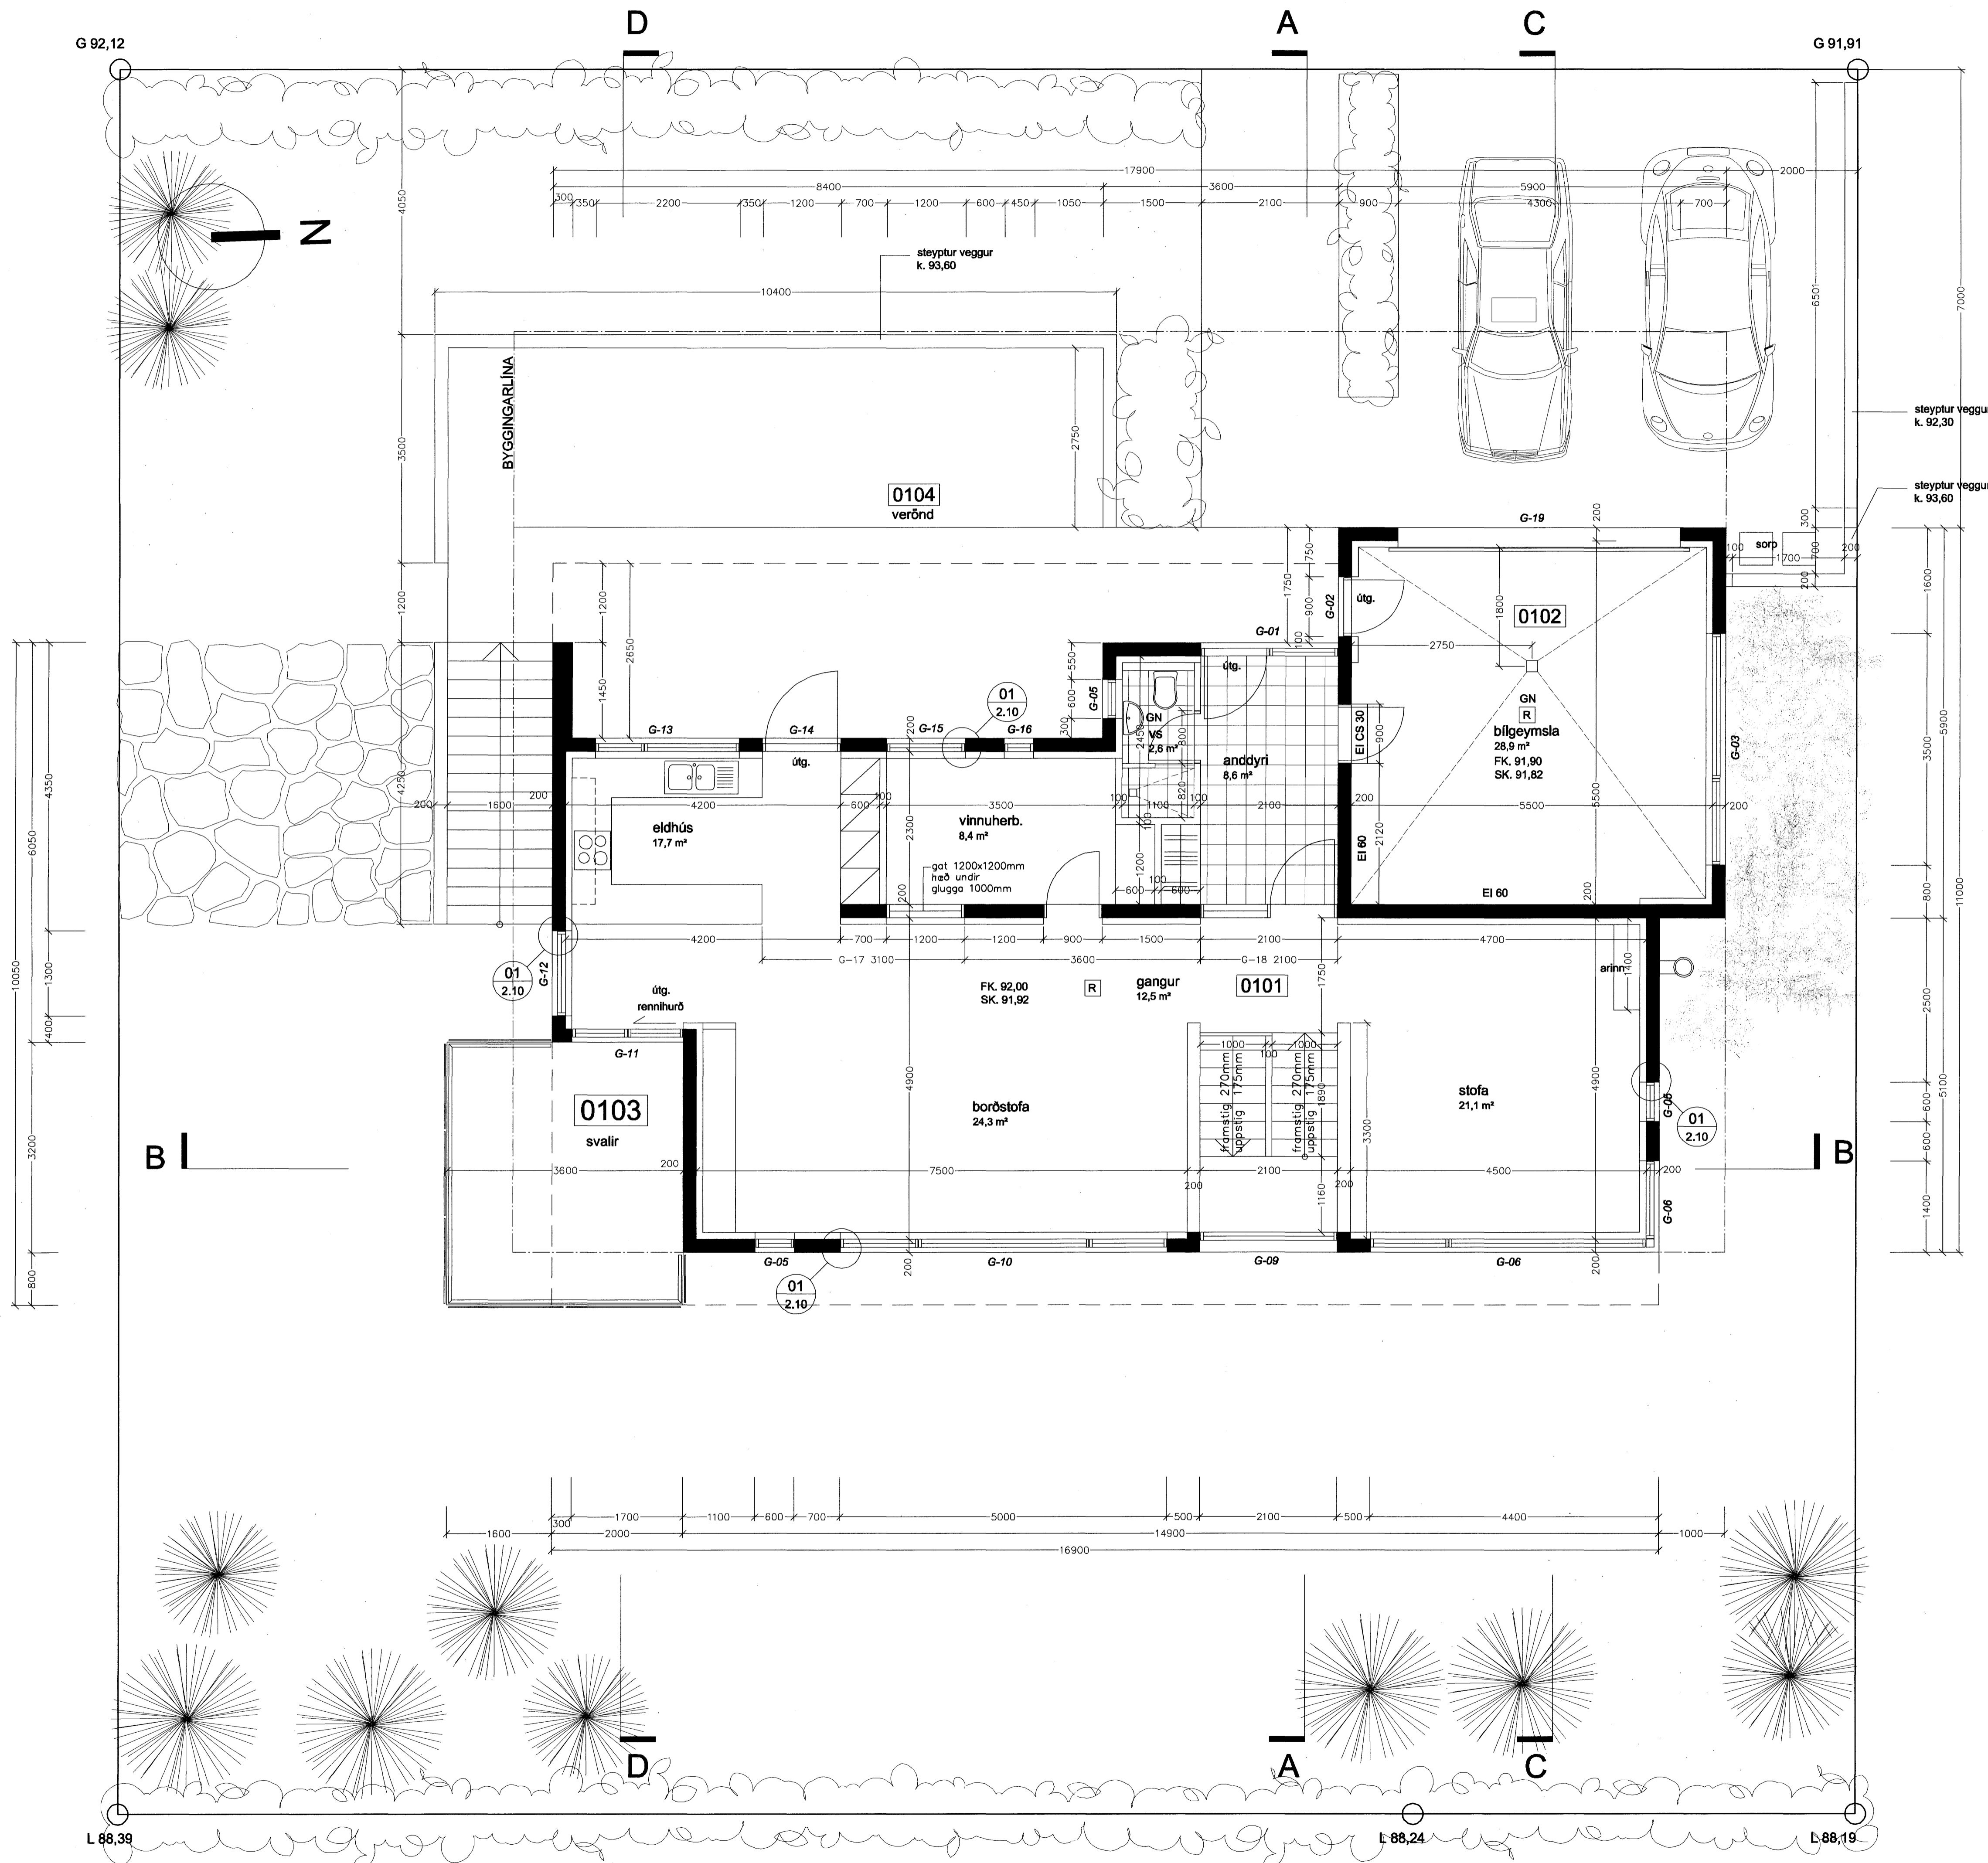 D
A
C
G 92,12
G 91,91
17900
2000
8400
3600
5900
300
350
2200
350
1200
700
1200
600
450
1050
1500
2100
900
4300
700
4050
6501
7000
N
steyptur veggur
k. 93,60
10400
BYGGINGARLÍNA
3500
2750
steyptur veggur
k. 92,30
steyptur veggur
k. 93,60
0104
verönd
G-19
200
300
sorp
100
1700
700
200
200
1200
1200
2650
1450
1750
750
900
100
G-02
útg.
G-01
0102
1800
2750
1600
550
600
300
G-05
útg.
01
2.10
G-13
G-14
G-15
G-16
200
útg.
GN
vs
2,6 m²
2450
800
820
EI CS 30
900
GN
R
bílgeymsla
28,9 m²
FK. 91,90
SK. 91,82
G-03
3500
5900
11000
anddyri
8,6 m²
4350
6050
10050
4250
200
1600
200
4200
600
100
3500
100
1100
100
2100
200
5500
5500
200
eldhús
17,7 m²
2300
vinnuherb.
8,4 m²
100
1200
2120
EI 60
gat 1200x1200mm
hæð undir
glugga 1000mm
200
600
600
EI 60
200
800
4200
700
1200
1200
900
1500
2100
4700
G-17 3100
3600
G-18 2100
1750
1400
arinn
1300
400
01
2.10
G-12
útg.
rennihurð
FK. 92,00
SK. 91,92
R
gangur
12,5 m²
0101
2500
5100
G-11
1000
1000
100
framstig 270mm
uppstig 175mm
framstig 270mm
uppstig 175mm
1890
4900
4900
0103
svalir
borðstofa
24,3 m²
stofa
21,1 m²
3300
G-05
01
2.10
600
600
B
B
3200
3600
200
7500
200
2100
200
4500
200
1160
1400
G-06
800
G-05
200
G-10
G-09
G-06
200
01
2.10
300
1700
1100
600
700
5000
500
2100
500
4400
1600
2000
14900
1000
16900
D
A
C
L 88,39
L 88,24
L 88,19